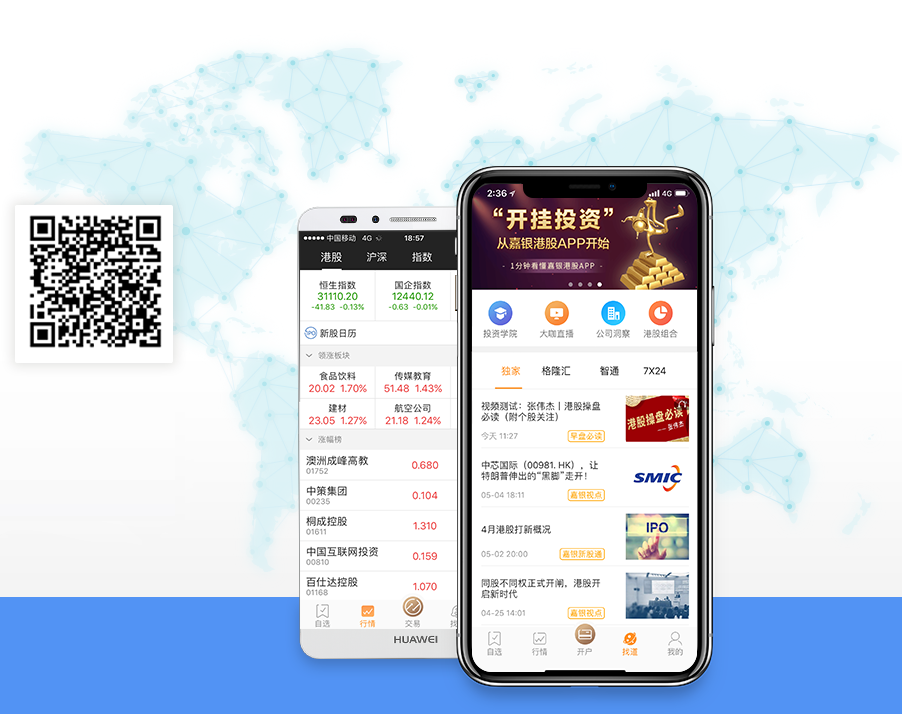 中国移动 4G 18:57
港股 沪深 指数
恒生指数 国企指数
31110.20 12440.12
-41.83 -0.13% -0.63 -0.01%
新股日历
领涨板块
食品饮料 传媒教育
20.02 1.70% 51.48 1.43%
建材 航空公司
23.05 1.27% 21.18 1.24%
涨幅榜
澳洲成峰高教 0.680
01752
中策集团 0.104
00235
桐成控股 1.310
01611
中国互联网投资 0.159
00810
百仕达控股 1.070
01168
自选 行情 交易
HUAWEI
2:36 4G
“开挂投资”
从嘉银港股APP开始
1分钟看懂嘉银港股APP
投资学院 大咖直播 公司洞察 港股组合
独家 格隆汇 智通 7X24
视频测试：张伟杰丨港股操盘
必读（附个股关注）
今天 11:27 早盘必读
港股操盘必读
—— 张伟杰
中芯国际（00981. HK），让
特朗普伸出的“黑脚”走开！
05-04 18:11 嘉银视点
SMIC
4月港股打新概况
05-02 20:00 嘉银新股通
IPO
同股不同权正式开闸，港股开
启新时代
04-25 14:01 嘉银视点
自选 行情 开户 找道 我的